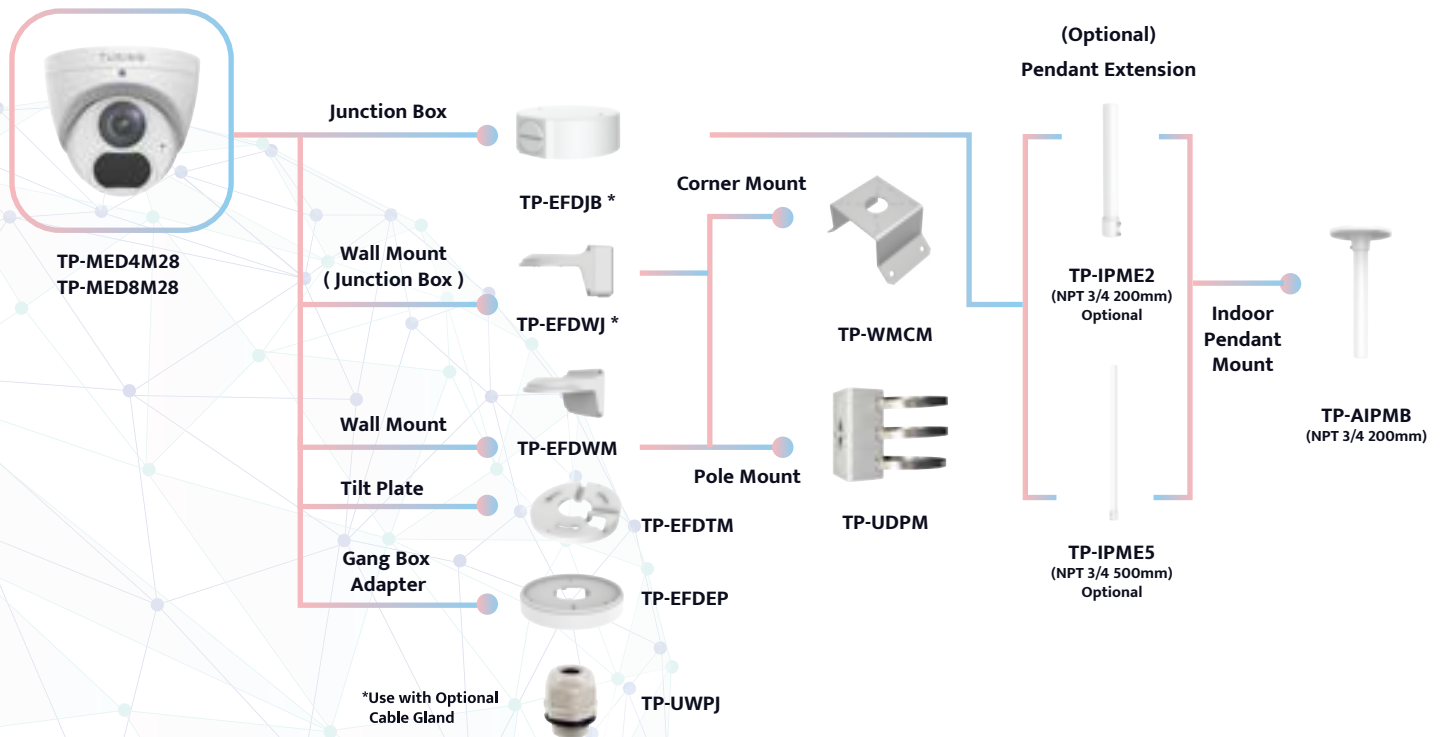 TURING
TP-MED4M28
TP-MED8M28
Junction Box
TP-EFDJB *
Wall Mount
( Junction Box )
TP-EFDWJ *
Wall Mount
TP-EFDWM
Tilt Plate
TP-EFDTM
Gang Box
Adapter
TP-EFDEP
*Use with Optional
Cable Gland
TP-UWPJ
Corner Mount
TP-WMCM
Pole Mount
TP-UDPM
(Optional)
Pendant Extension
TP-IPME2
(NPT 3/4 200mm)
Optional
TP-IPME5
(NPT 3/4 500mm)
Optional
Indoor
Pendant
Mount
TP-AIPMB
(NPT 3/4 200mm)